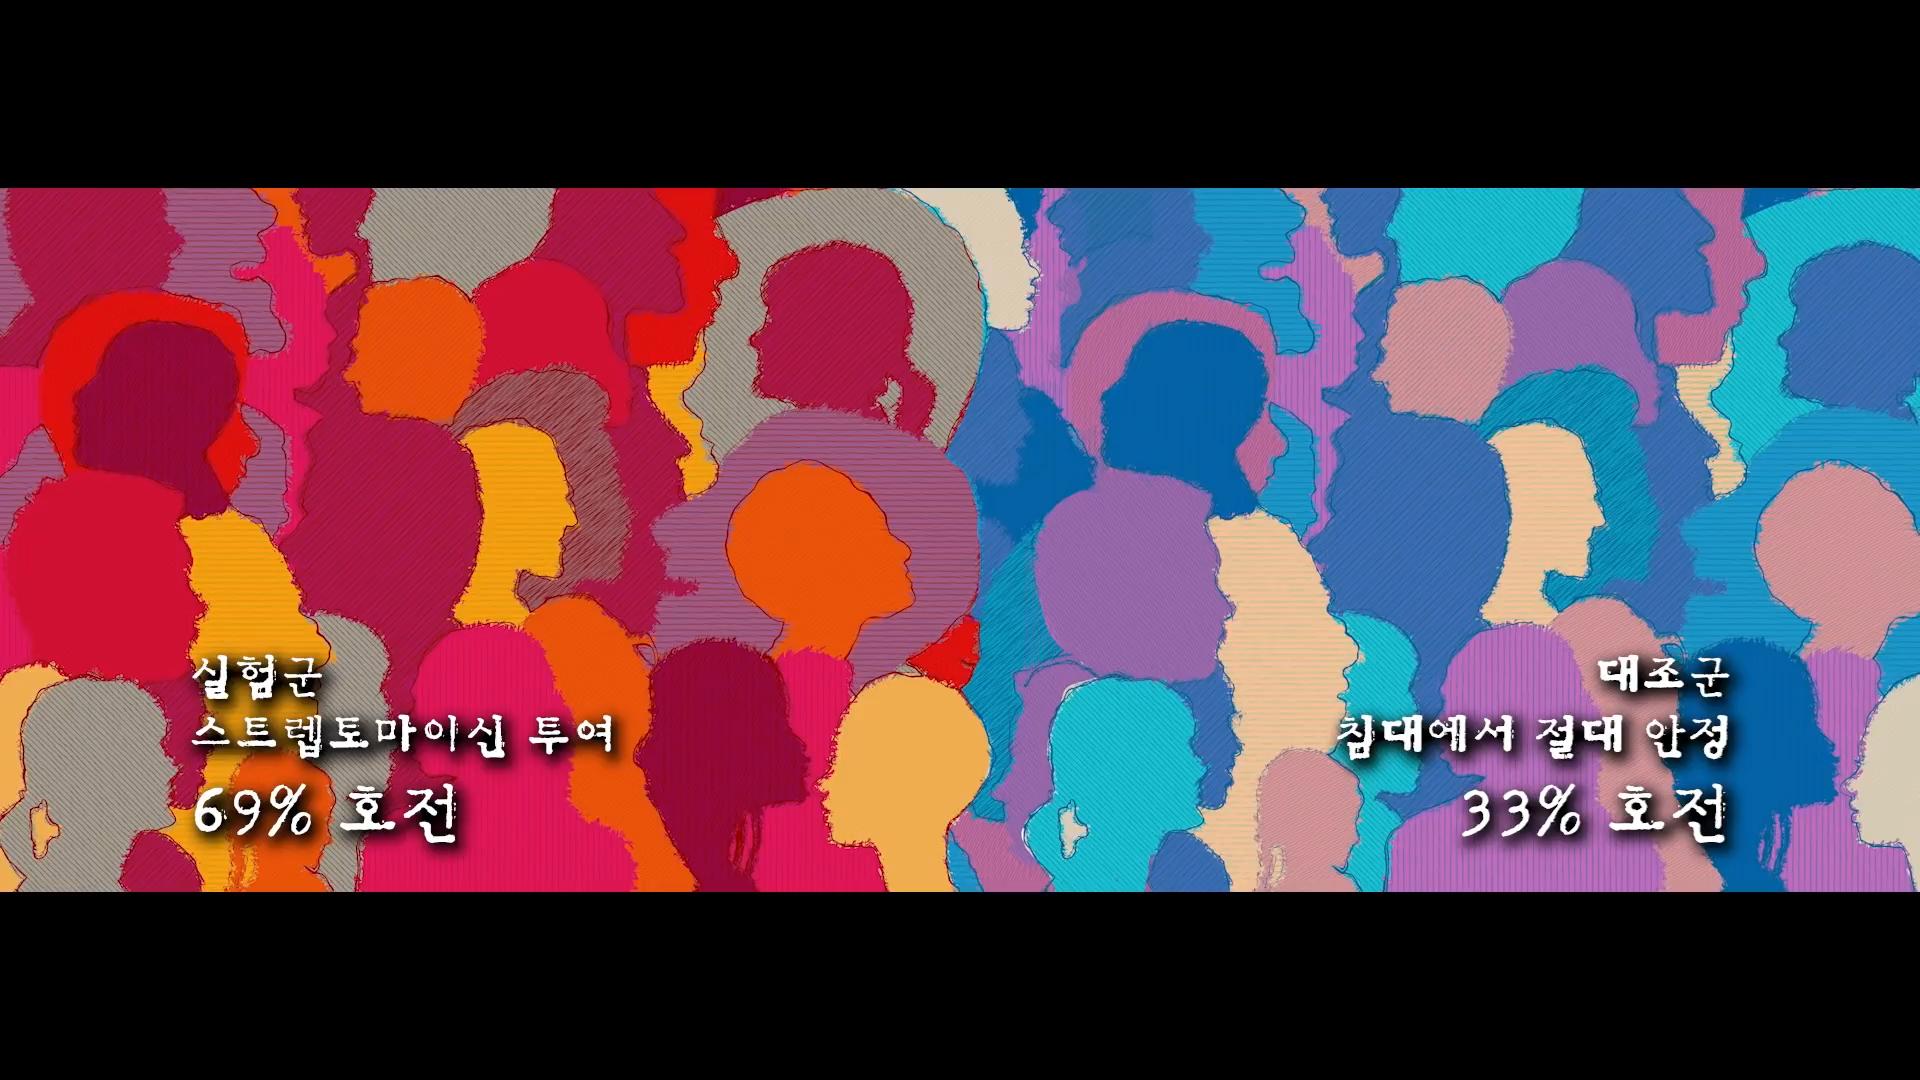 실험군
스트렙토마이신 투여
69% 호전
대조군
침대에서 절대 안정
33% 호전